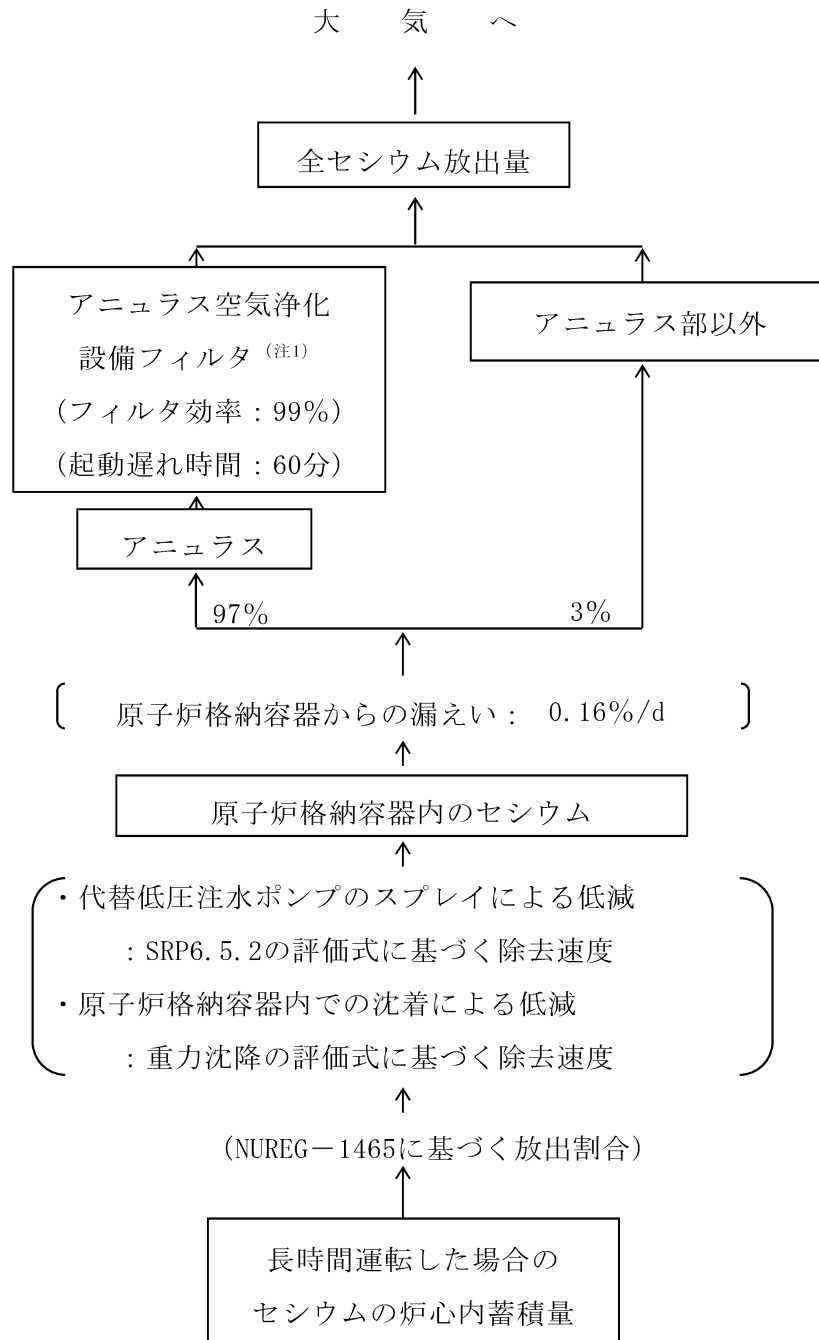 大　気　へ
全セシウム放出量
アニュラス空気浄化
設備フィルタ（注1）
(フィルタ効率：99%)
(起動遅れ時間：60分)
アニュラス部以外
アニュラス
97%
3%
原子炉格納容器からの漏えい： 0.16%/d
原子炉格納容器内のセシウム
・代替低圧注水ポンプのスプレイによる低減
：SRP6.5.2の評価式に基づく除去速度
・原子炉格納容器内での沈着による低減
：重力沈降の評価式に基づく除去速度
(NUREG－1465に基づく放出割合)
長時間運転した場合の
セシウムの炉心内蓄積量